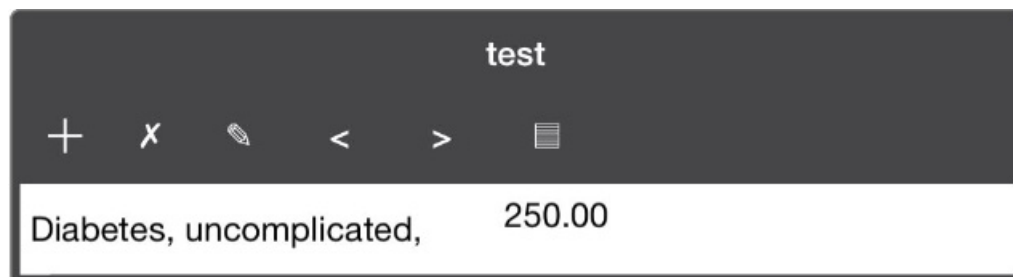 test
+ ✗ ✎ < > ▤
Diabetes, uncomplicated, 250.00